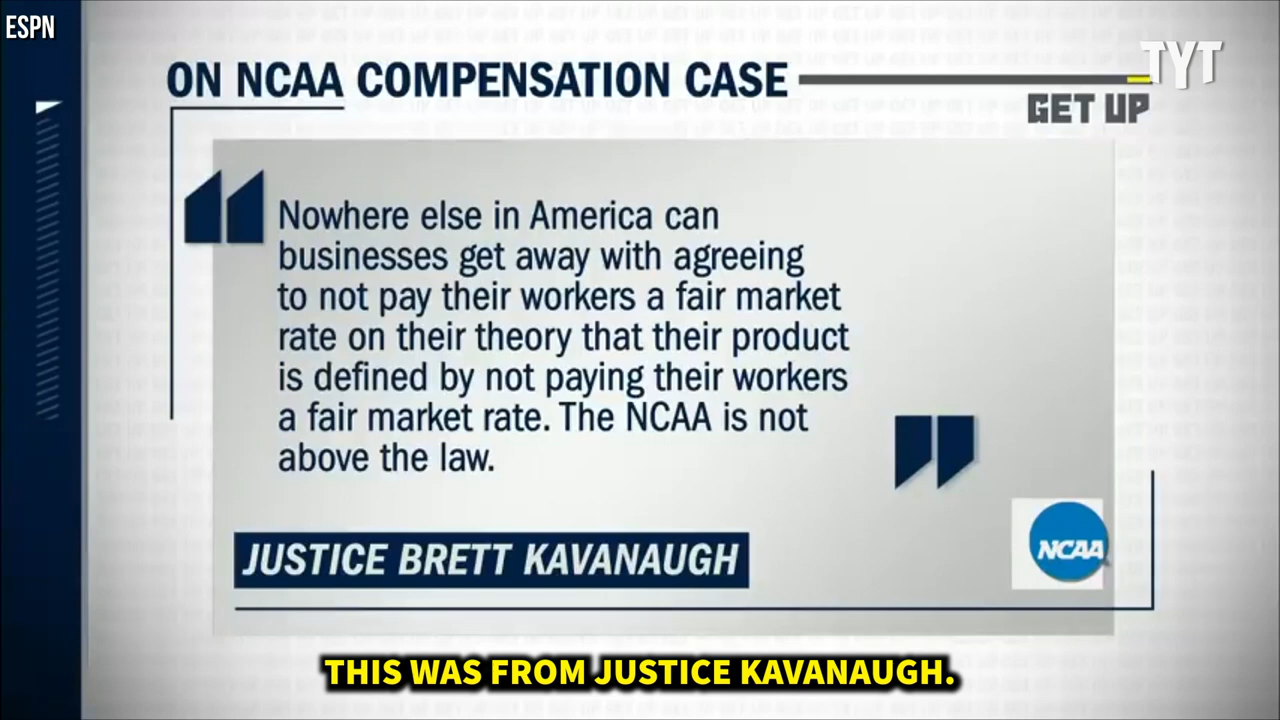 ESPN
TYT
ON NCAA COMPENSATION CASE
GET UP
“
Nowhere else in America can
businesses get away with agreeing
to not pay their workers a fair market
rate on their theory that their product
is defined by not paying their workers
a fair market rate. The NCAA is not
above the law.
”
NCAA
JUSTICE BRETT KAVANAUGH
THIS WAS FROM JUSTICE KAVANAUGH.